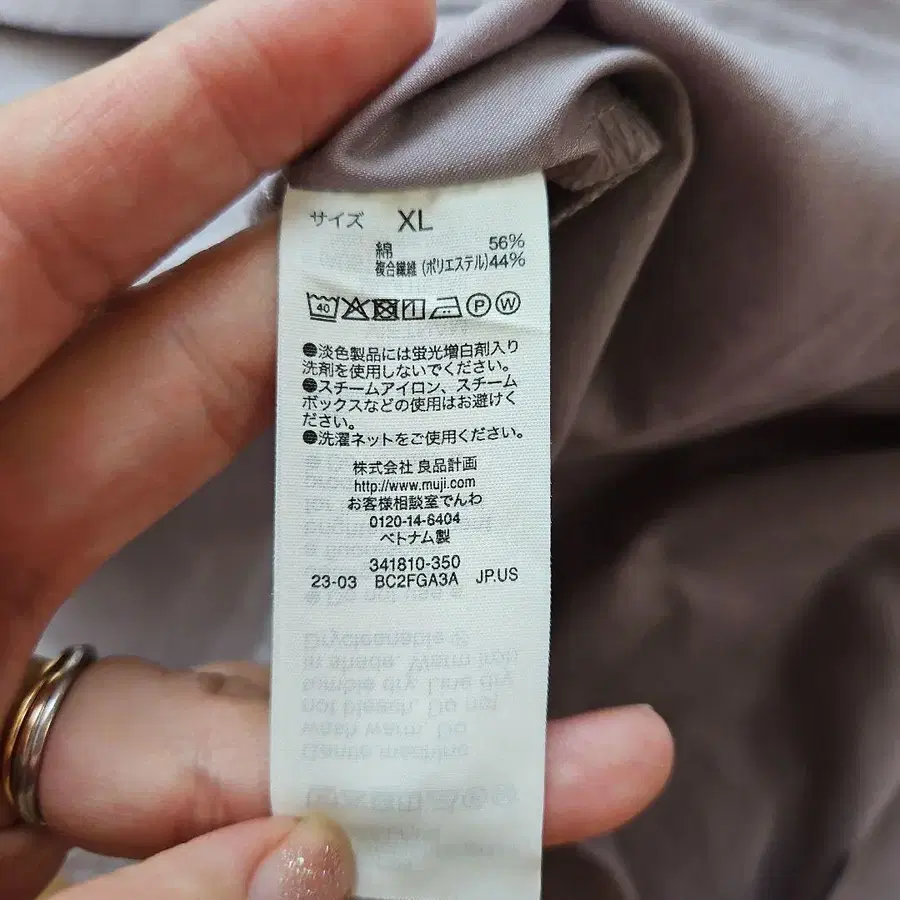 サイズ XL
綿 56%
複合繊維 (ポリエステル) 44%
40 P W
●淡色製品には蛍光増白剤入り
洗剤を使用しないでください。
●スチームアイロン、スチーム
ボックスなどの使用はお避けく
ださい。
●洗濯ネットをご使用ください。
株式会社 良品計画
http://www.muji.com
お客様相談室でんわ
0120-14-6404
ベトナム製
341810-350
23-03 BC2FGA3A JP.US